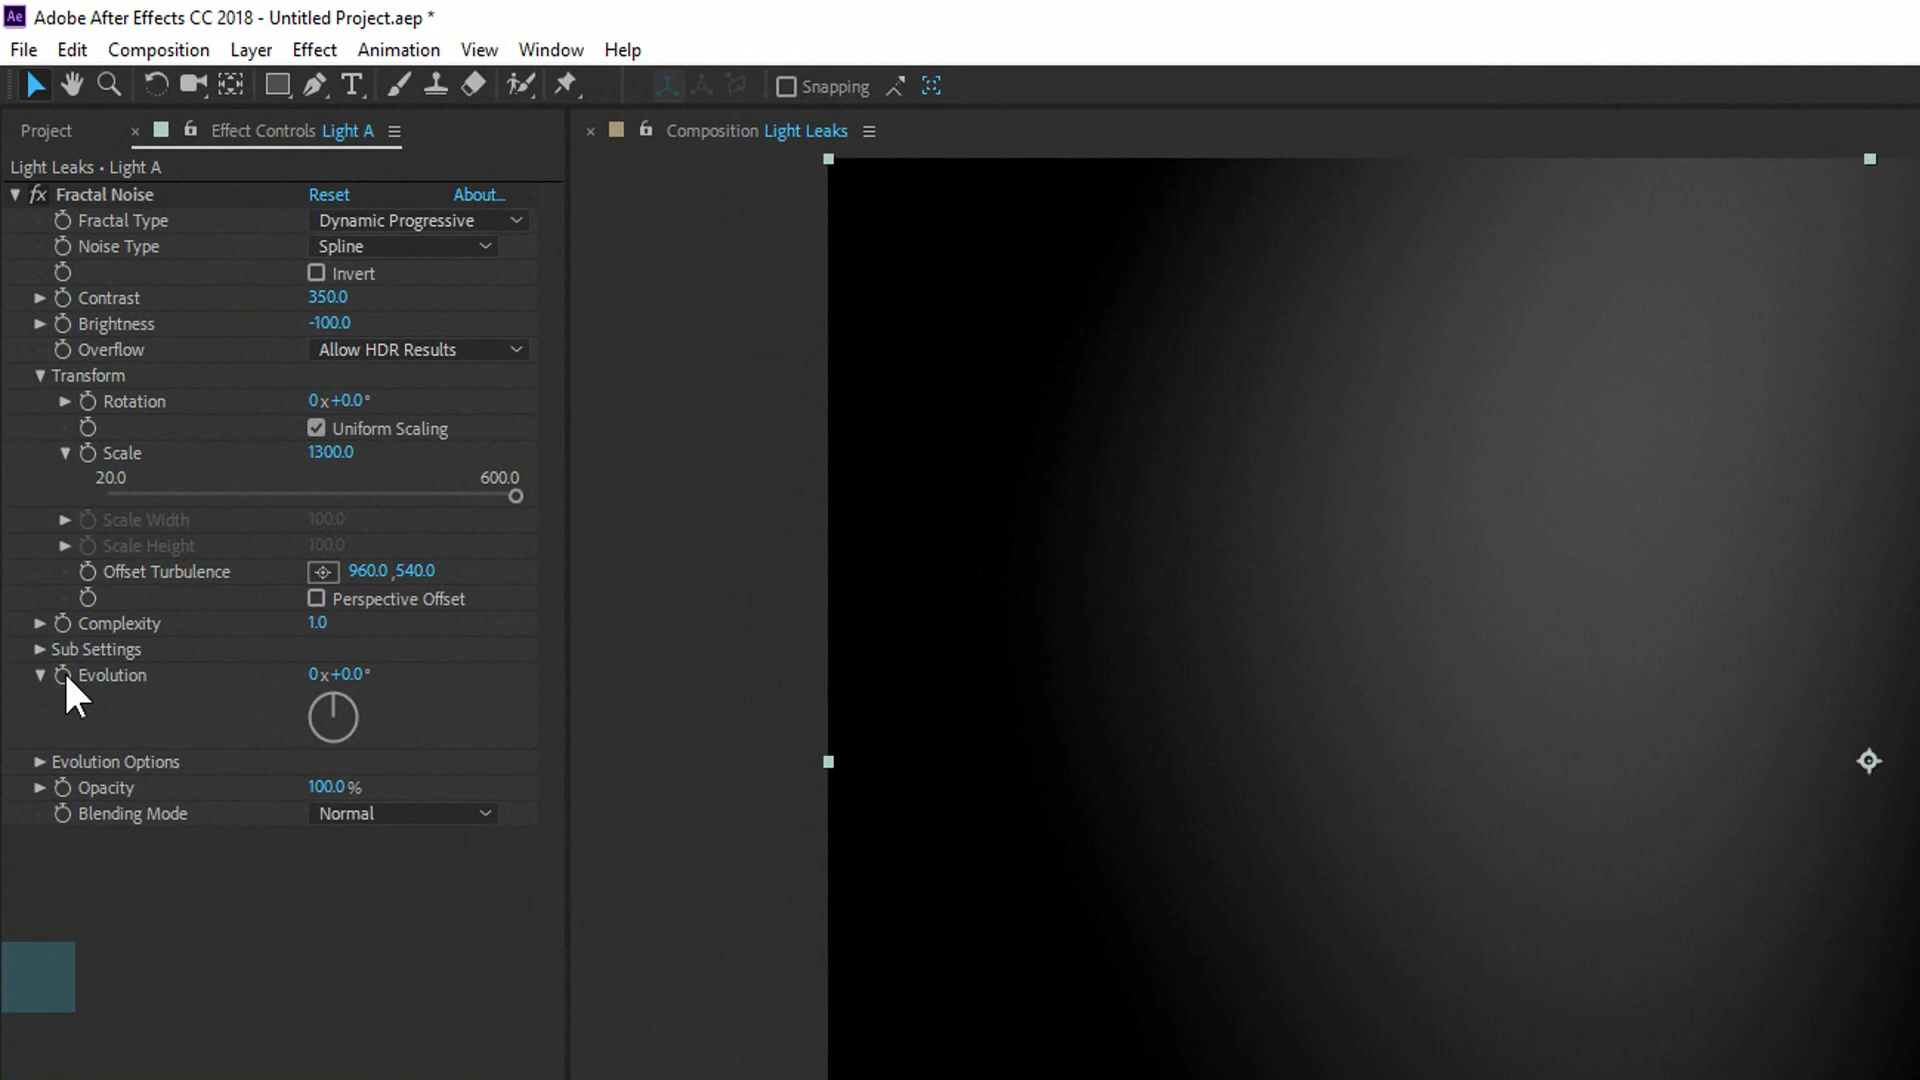 Ae Adobe After Effects CC 2018 - Untitled Project.aep *
File Edit Composition Layer Effect Animation View Window Help
T Snapping
Project × Effect Controls Light A
× Composition Light Leaks
Light Leaks • Light A
fx Fractal Noise Reset About...
Fractal Type Dynamic Progressive
Noise Type Spline
Invert
Contrast 350.0
Brightness -100.0
Overflow Allow HDR Results
Transform
Rotation 0x+0.0°
Uniform Scaling
Scale 1300.0
20.0 600.0
Scale Width 100.0
Scale Height 100.0
Offset Turbulence 960.0,540.0
Perspective Offset
Complexity 1.0
Sub Settings
Evolution 0x+0.0°
Evolution Options
Opacity 100.0%
Blending Mode Normal